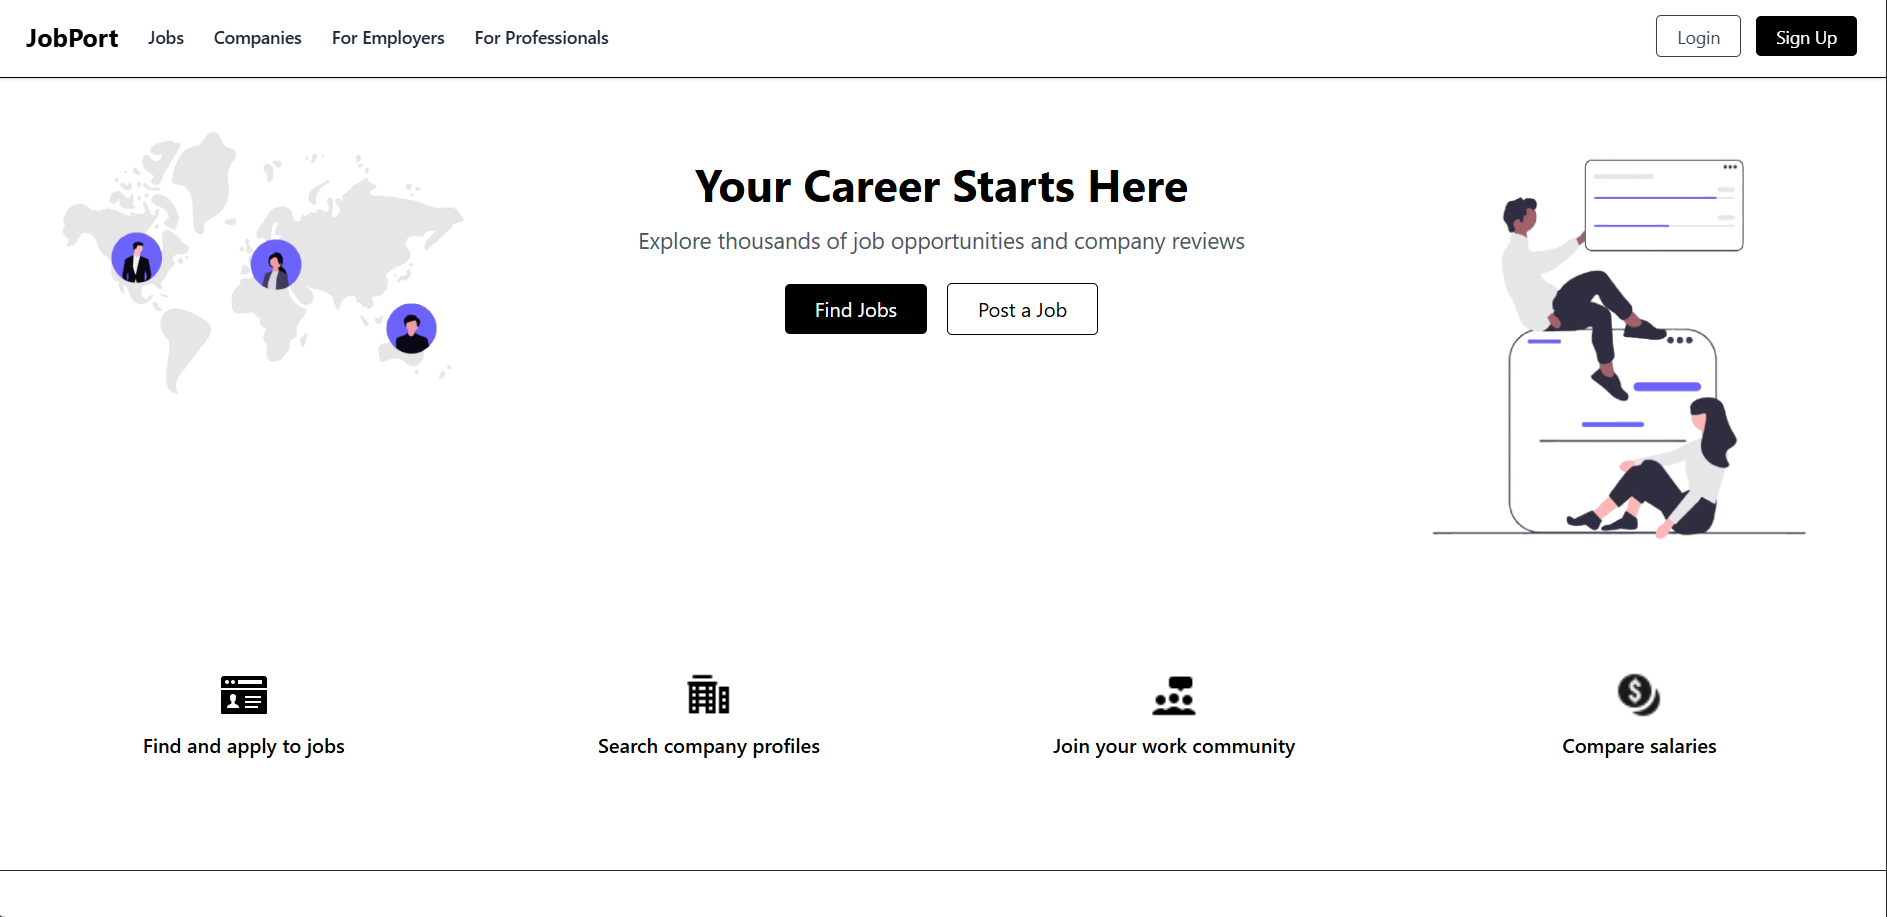 JobPort Jobs Companies For Employers For Professionals Login Sign Up
Your Career Starts Here
Explore thousands of job opportunities and company reviews
Find Jobs Post a Job
Find and apply to jobs Search company profiles Join your work community Compare salaries